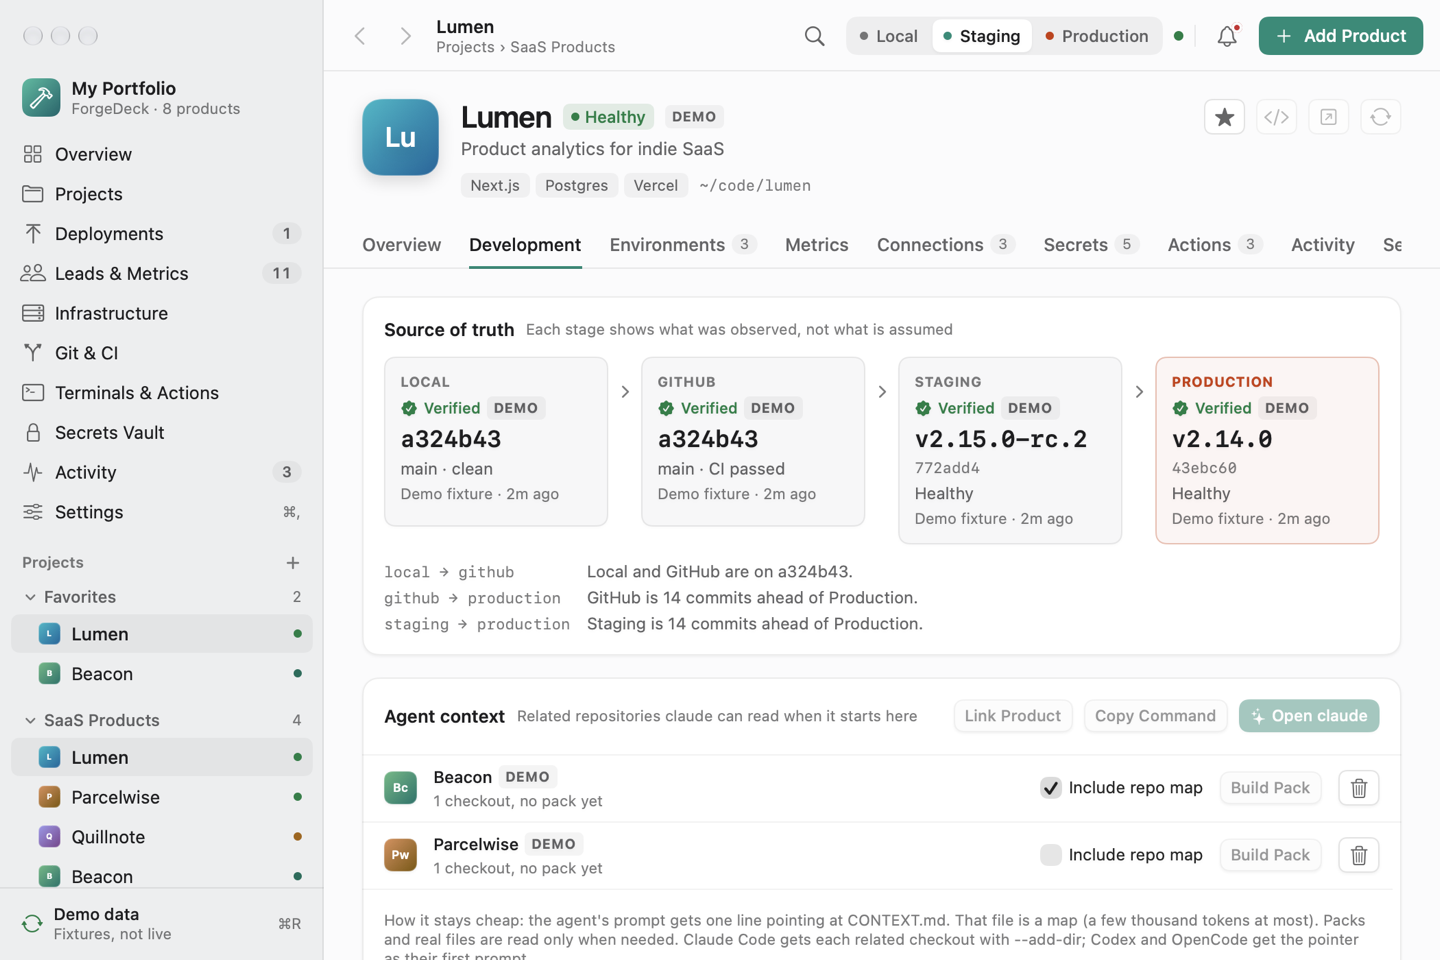 My Portfolio
ForgeDeck · 8 products
Overview
Projects
Deployments 1
Leads & Metrics 11
Infrastructure
Git & CI
Terminals & Actions
Secrets Vault
Activity 3
Settings ⌘,
Projects +
Favorites 2
L Lumen
B Beacon
SaaS Products 4
L Lumen
P Parcelwise
Q Quillnote
B Beacon
Demo data
Fixtures, not live ⌘R
Lumen
Projects › SaaS Products
Local Staging Production
+ Add Product
Lu
Lumen Healthy DEMO
Product analytics for indie SaaS
Next.js Postgres Vercel ~/code/lumen
Overview Development Environments 3 Metrics Connections 3 Secrets 5 Actions 3 Activity Se
Source of truth Each stage shows what was observed, not what is assumed
LOCAL
Verified DEMO
a324b43
main · clean
Demo fixture · 2m ago
GITHUB
Verified DEMO
a324b43
main · CI passed
Demo fixture · 2m ago
STAGING
Verified DEMO
v2.15.0-rc.2
772add4
Healthy
Demo fixture · 2m ago
PRODUCTION
Verified DEMO
v2.14.0
43ebc60
Healthy
Demo fixture · 2m ago
local → github Local and GitHub are on a324b43.
github → production GitHub is 14 commits ahead of Production.
staging → production Staging is 14 commits ahead of Production.
Agent context Related repositories claude can read when it starts here Link Product Copy Command Open claude
Bc Beacon DEMO
1 checkout, no pack yet
Include repo map Build Pack
Pw Parcelwise DEMO
1 checkout, no pack yet
Include repo map Build Pack
How it stays cheap: the agent's prompt gets one line pointing at CONTEXT.md. That file is a map (a few thousand tokens at most). Packs
and real files are read only when needed. Claude Code gets each related checkout with --add-dir; Codex and OpenCode get the pointer
as their first prompt.